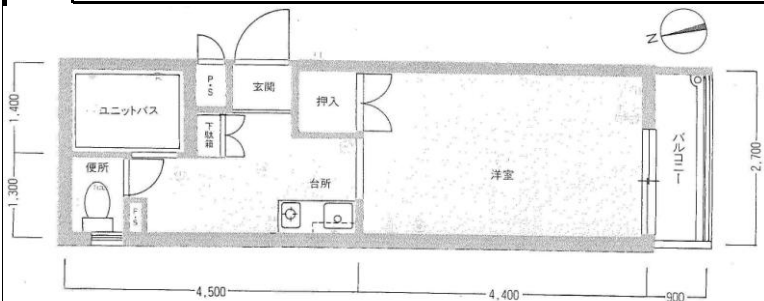 N
P.S
玄関
押入
ユニットバス
下駄箱
便所
P.S
台所
洋室
バルコニー
1,400
1,300
2,700
4,500
4,400
900